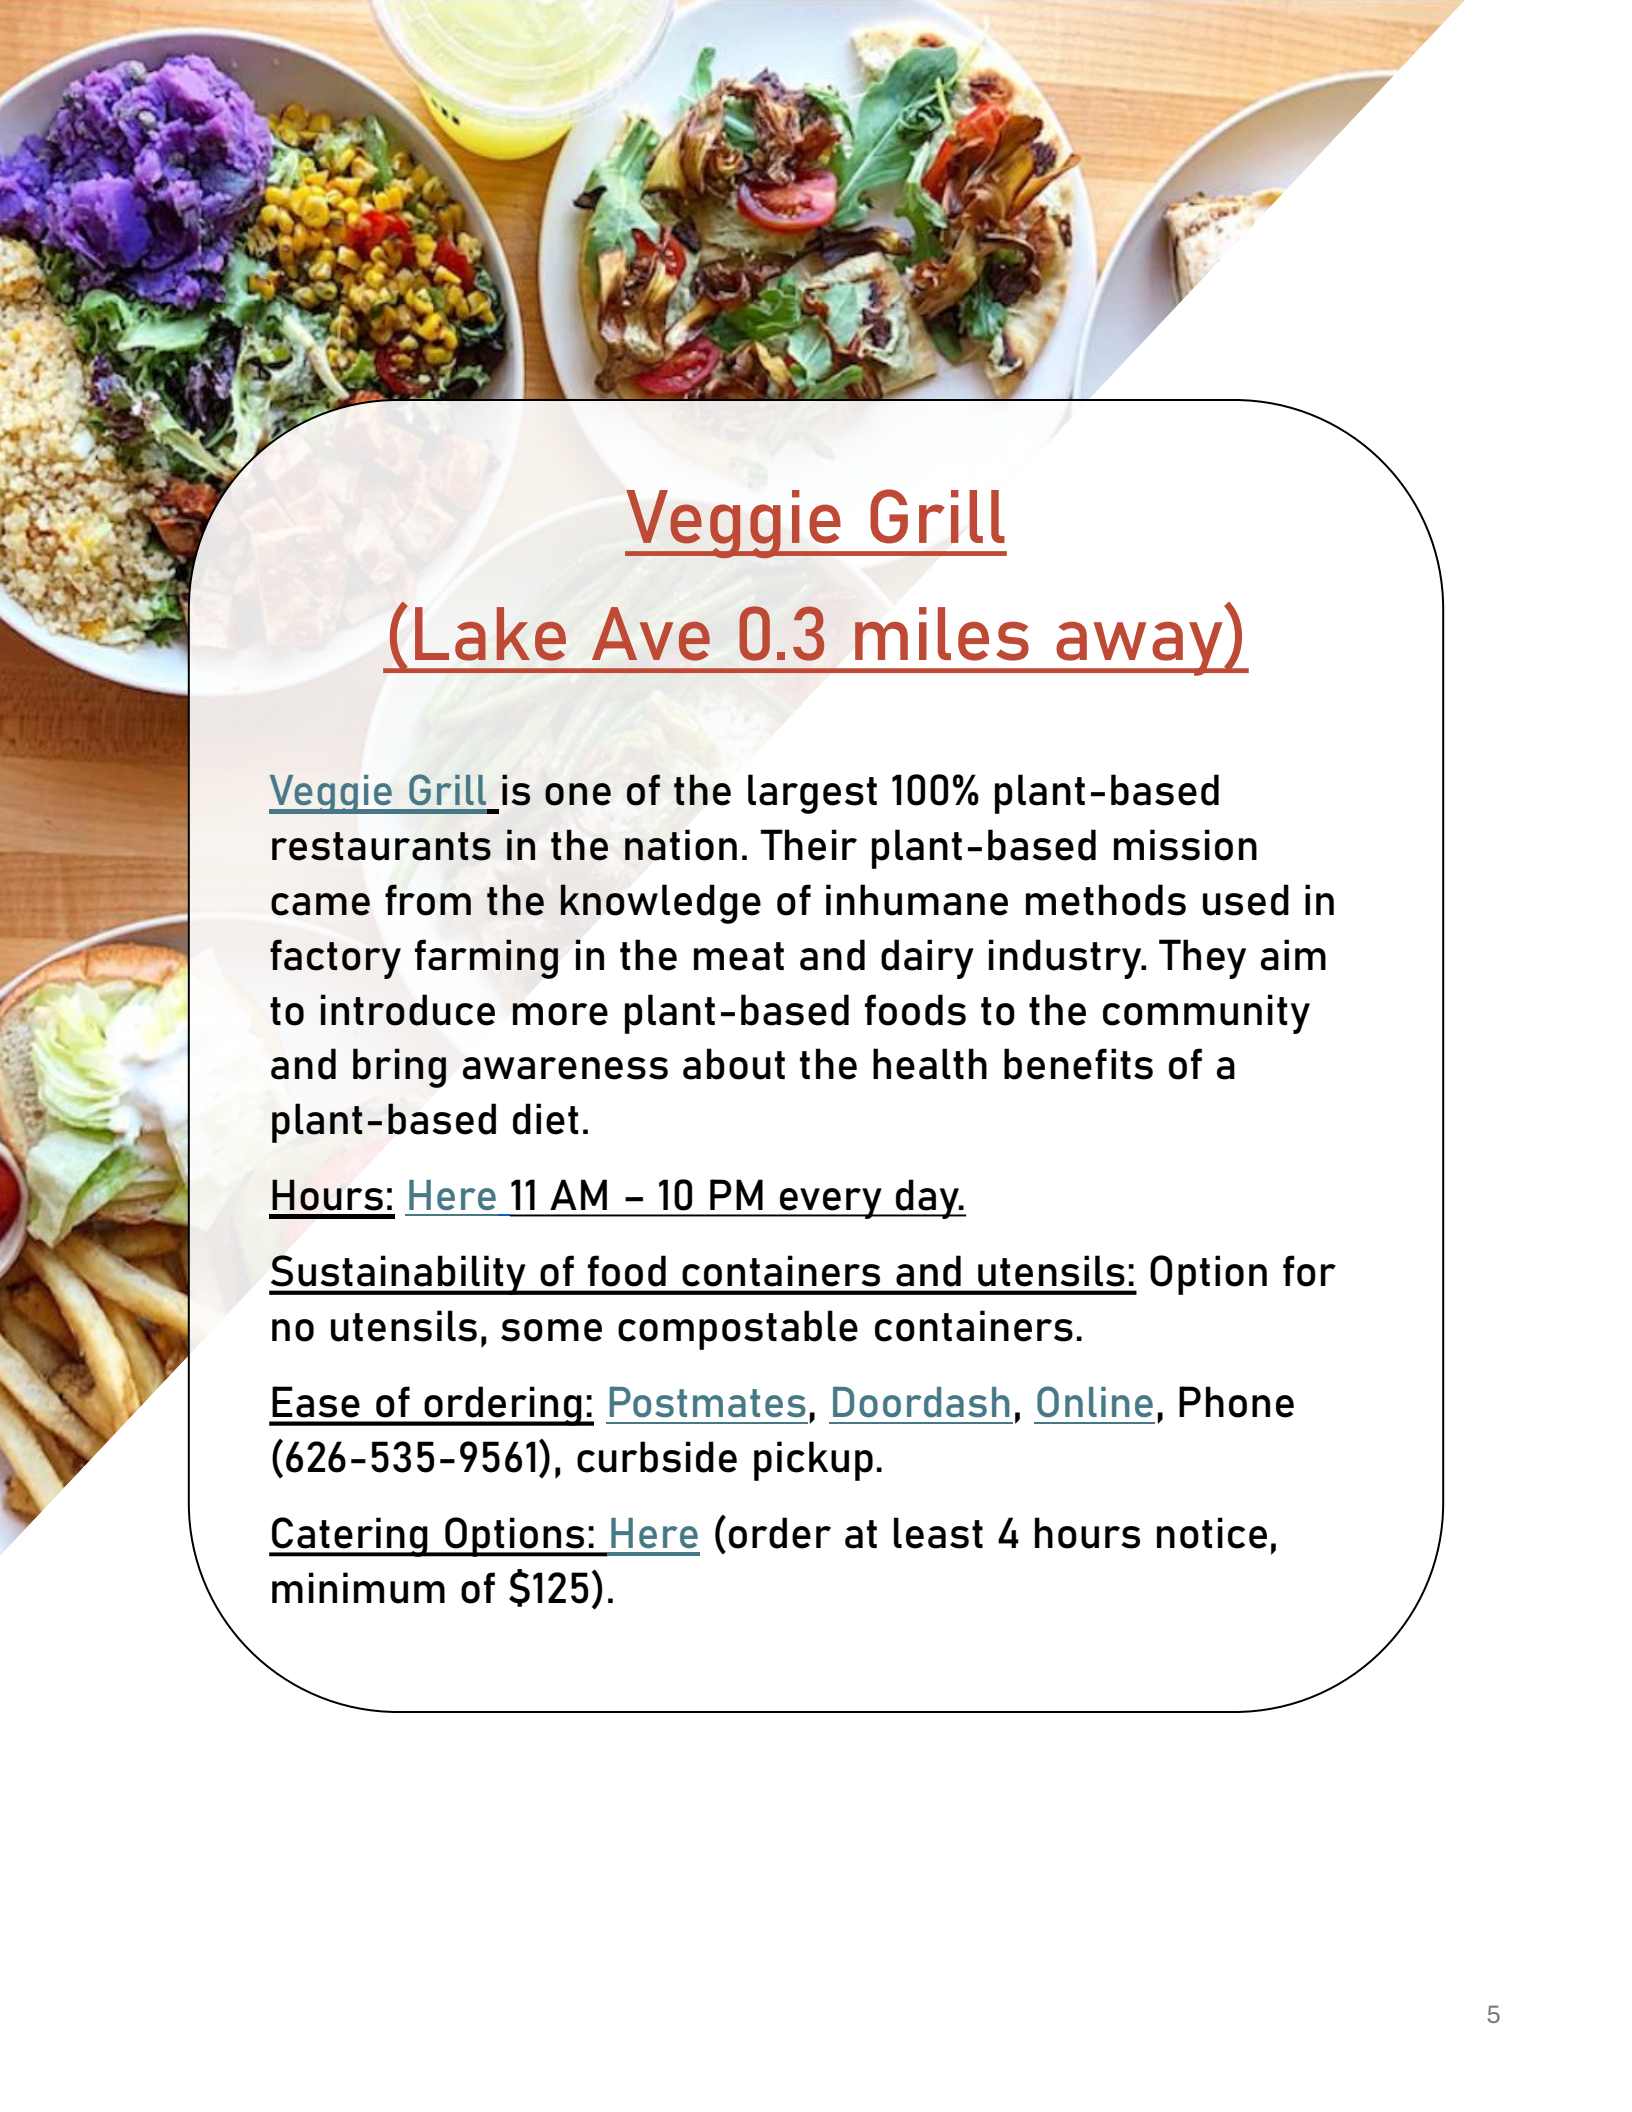 Veggie Grill
(Lake Ave 0.3 miles away)
Veggie Grill is one of the largest 100% plant-based
restaurants in the nation. Their plant-based mission
came from the knowledge of inhumane methods used in
factory farming in the meat and dairy industry. They aim
to introduce more plant-based foods to the community
and bring awareness about the health benefits of a
plant-based diet.
Hours: Here 11 AM – 10 PM every day.
Sustainability of food containers and utensils: Option for
no utensils, some compostable containers.
Ease of ordering: Postmates, Doordash, Online, Phone
(626-535-9561), curbside pickup.
Catering Options: Here (order at least 4 hours notice,
minimum of $125).
5